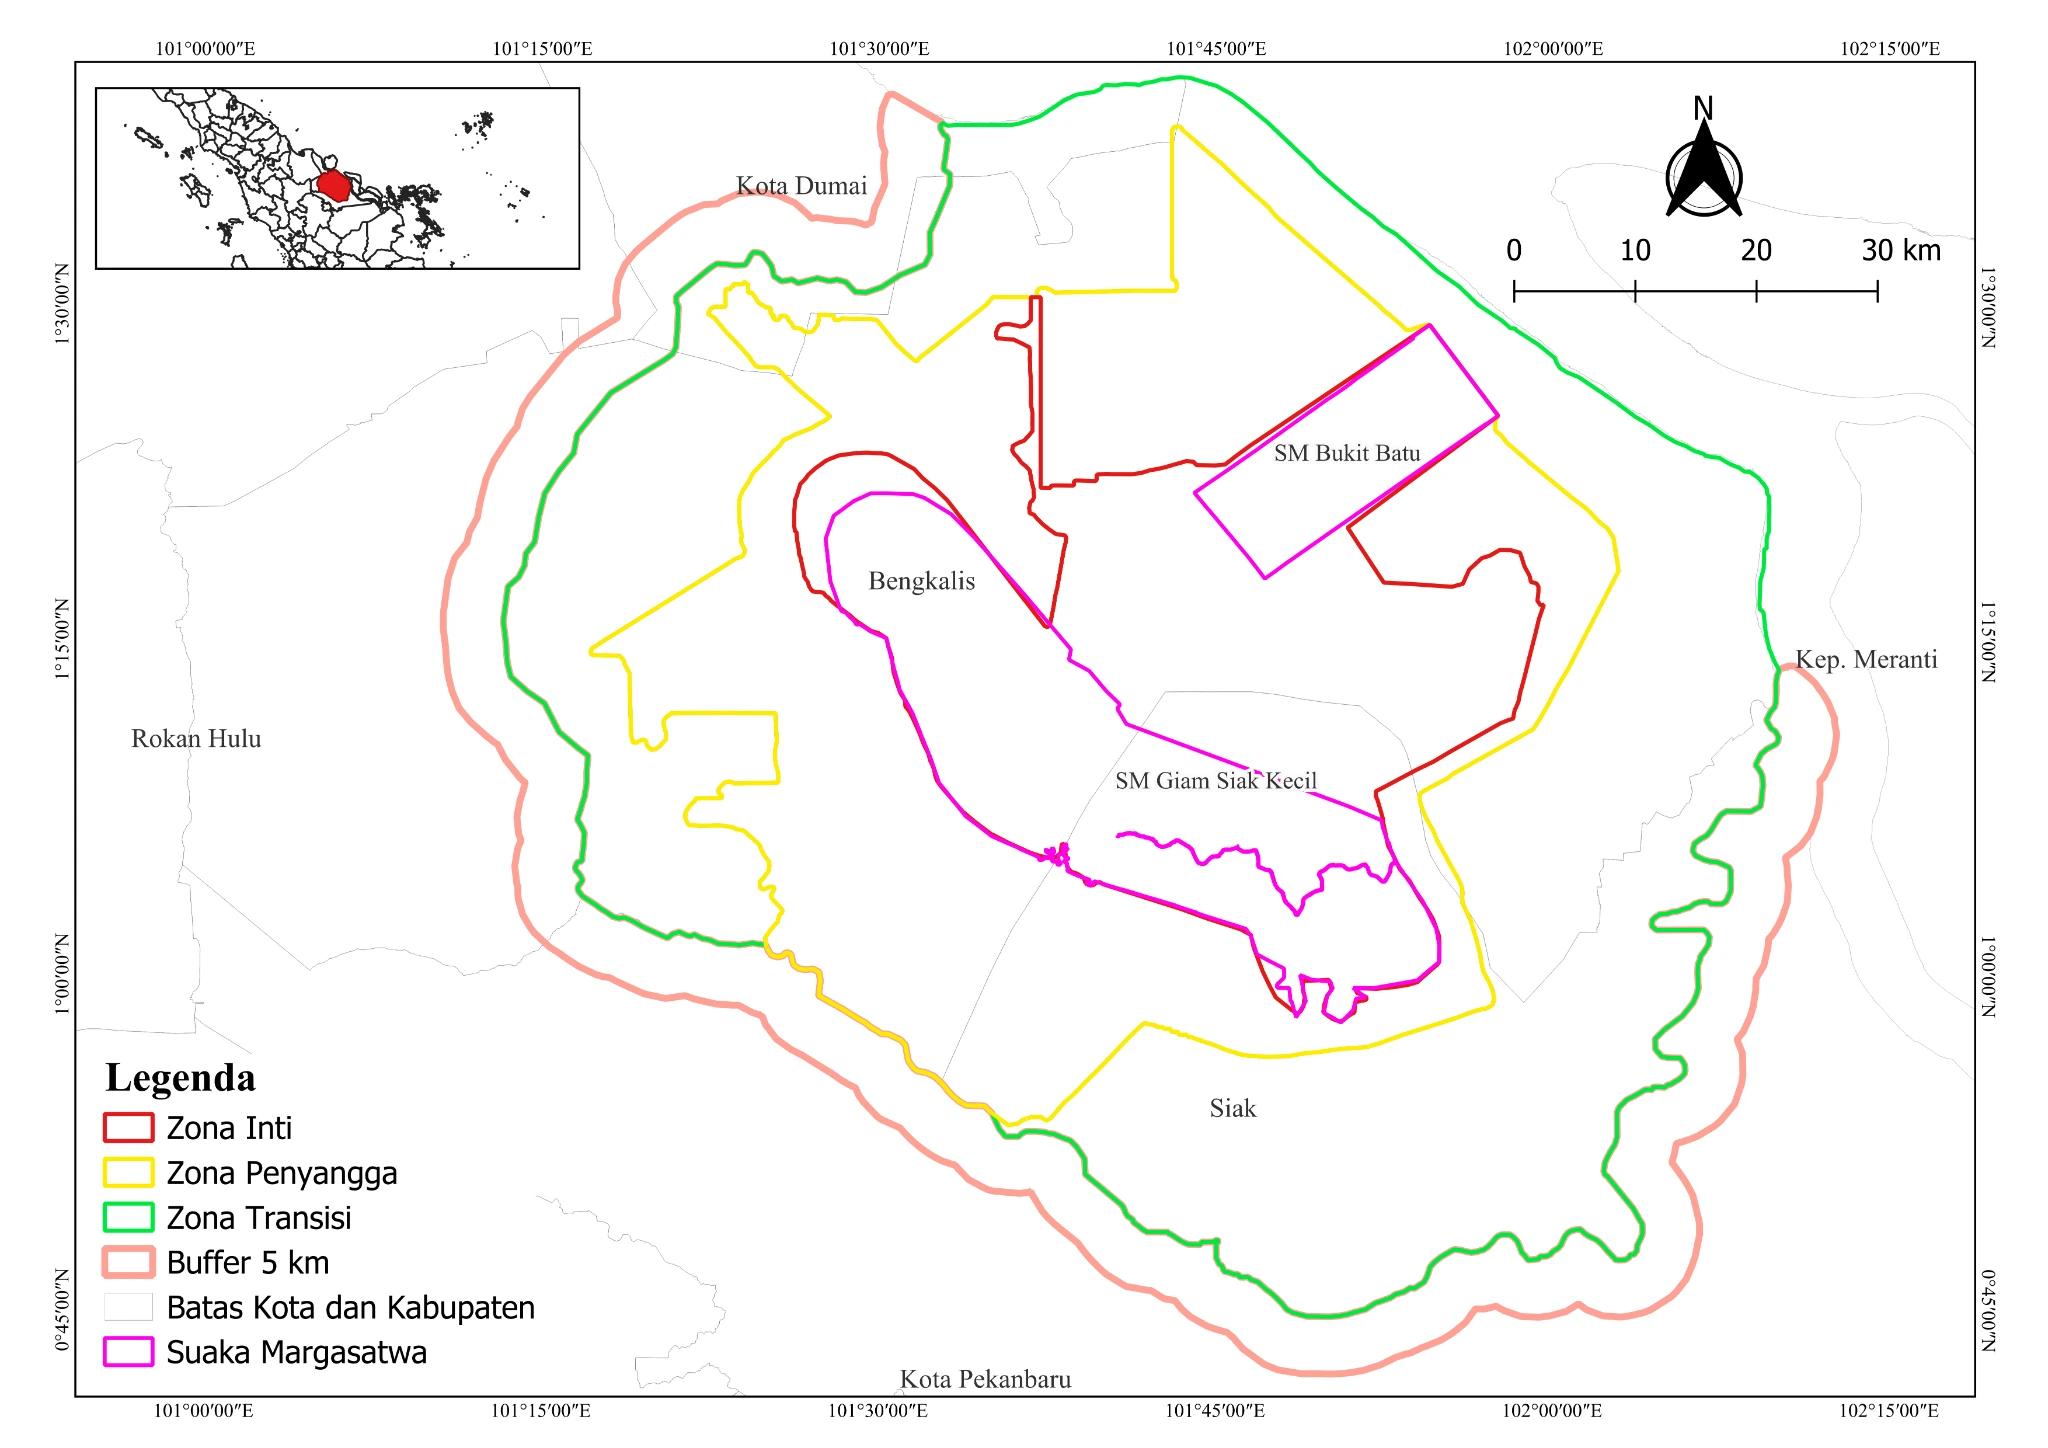 101°00′00″E 101°15′00″E 101°30′00″E 101°45′00″E 102°00′00″E 102°15′00″E
N
0 10 20 30 km
Kota Dumai
1°30′00″N 1°30′00″N
SM Bukit Batu
Bengkalis
1°15′00″N 1°15′00″N
Kep. Meranti
Rokan Hulu
SM Giam Siak Kecil
1°00′00″N 1°00′00″N
Siak
Legenda
Zona Inti
Zona Penyangga
Zona Transisi
Buffer 5 km
Batas Kota dan Kabupaten
Suaka Margasatwa
0°45′00″N 0°45′00″N
Kota Pekanbaru
101°00′00″E 101°15′00″E 101°30′00″E 101°45′00″E 102°00′00″E 102°15′00″E